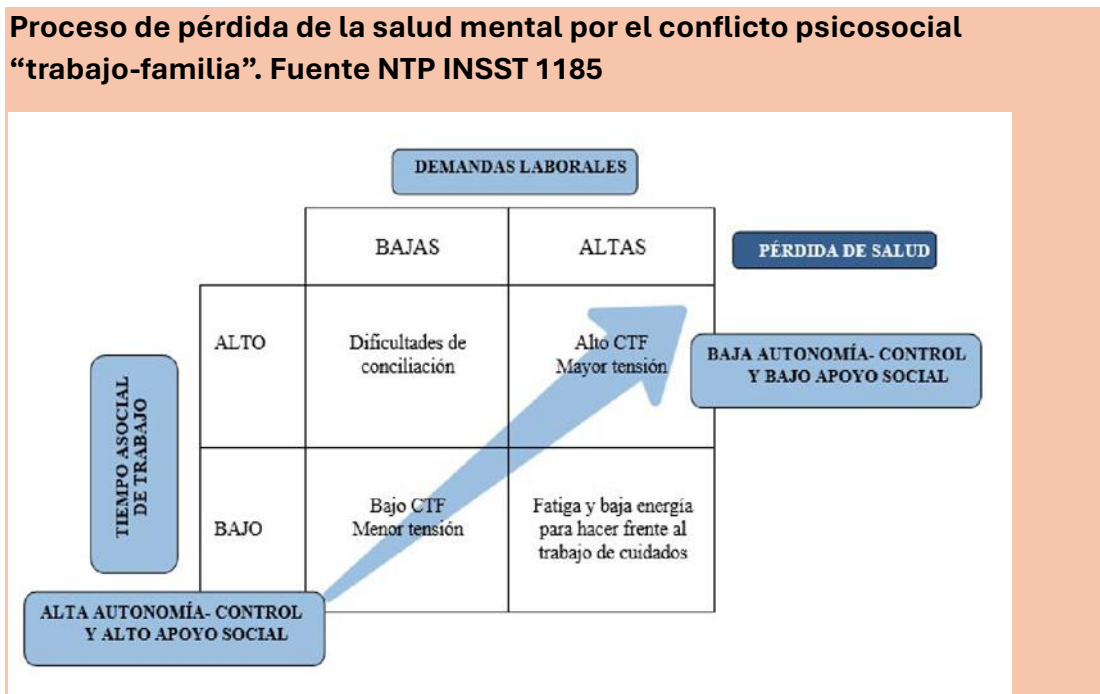 Proceso de pérdida de la salud mental por el conflicto psicosocial
“trabajo-familia”. Fuente NTP INSST 1185
DEMANDAS LABORALES
BAJAS
ALTAS
PÉRDIDA DE SALUD
TIEMPO ASOCIAL
DE TRABAJO
ALTO
Dificultades de
conciliación
Alto CTF
Mayor tensión
BAJA AUTONOMÍA- CONTROL
Y BAJO APOYO SOCIAL
BAJO
Bajo CTF
Menor tensión
Fatiga y baja energía
para hacer frente al
trabajo de cuidados
ALTA AUTONOMÍA- CONTROL
Y ALTO APOYO SOCIAL